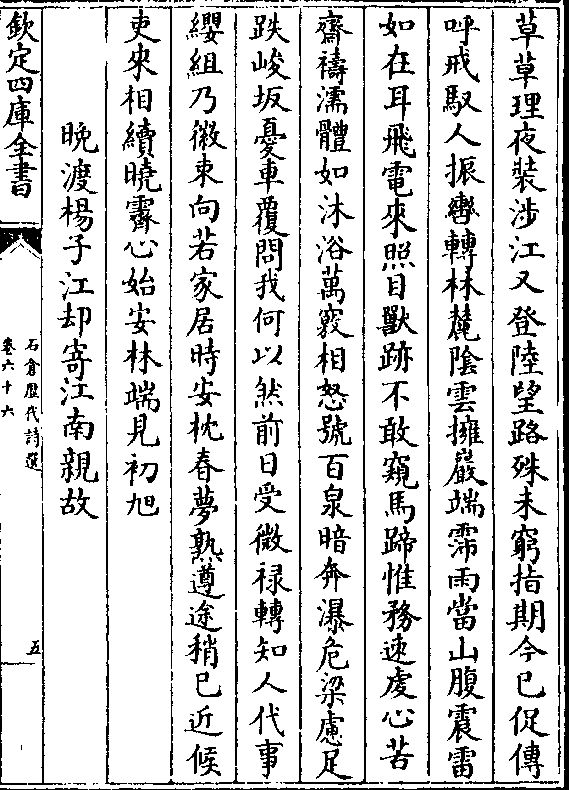 草草理夜裝涉江又登陸望路殊未窮指期今已促傳
呼戒馭人振轡轉林麓陰雲擁巖端霈雨當山腹震雷
如在耳飛電來照目獸跡不敢窺馬蹄惟務速虔心若
齋禱濡體如沐浴萬竅相怒號百泉暗奔瀑危梁慮足
跌峻坂憂車覆問我何以然前日受微禄轉知人代事
纓組乃徽束向若家居時安枕春夢熟遵途稍已近候
吏來相續曉霽心始安林端見初旭
晩渡楊子江却寄江南親故
欽定四庫全書
石倉歴代詩選
卷六十六
五